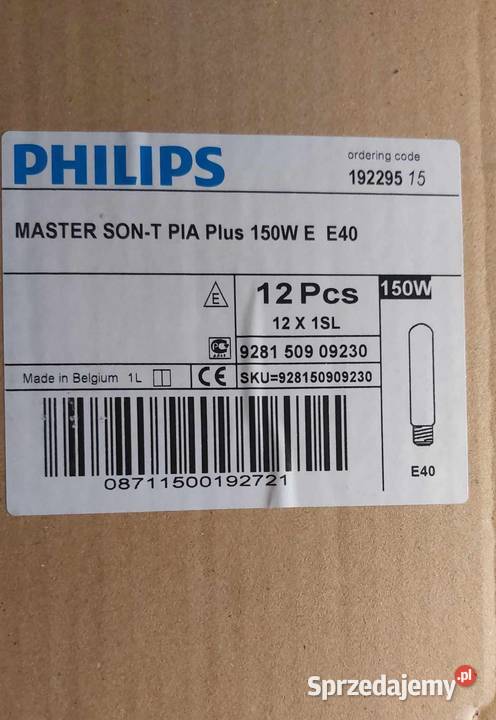 PHILIPS
ordering code
192295 15
MASTER SON-T PIA Plus 150W E E40
E
12 Pcs
12 X 1SL
150W
9281 509 09230
Made in Belgium 1L
CE
SKU=928150909230
08711500192721
E40
Sprzedajemy.pl